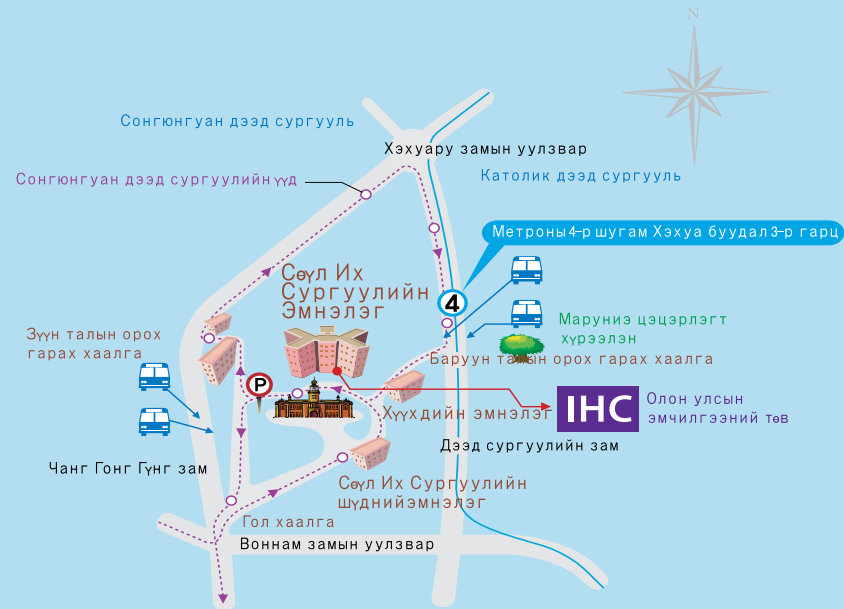 N
Сонгюнгуан дээд сургууль
Хэхуару замын уулзвар
Сонгюнгуан дээд сургуулийн үүд
Католик дээд сургууль
Метроны 4-р шугам Хэхуа буудал 3-р гарц
Сөүл Их
Сургуулийн
Эмнэлэг
4
Маруниэ цэцэрлэгт
хүрээлэн
Зүүн талын орох
гарах хаалга
Баруун талын орох гарах хаалга
P
IHC
Олон улсын
эмчилгээний төв
Хүүхдийн эмнэлэг
Дээд сургуулийн зам
Чанг Гонг Гүнг зам
Сөүл Их Сургуулийн
шүднийэмнэлэг
Гол хаалга
Воннам замын уулзвар